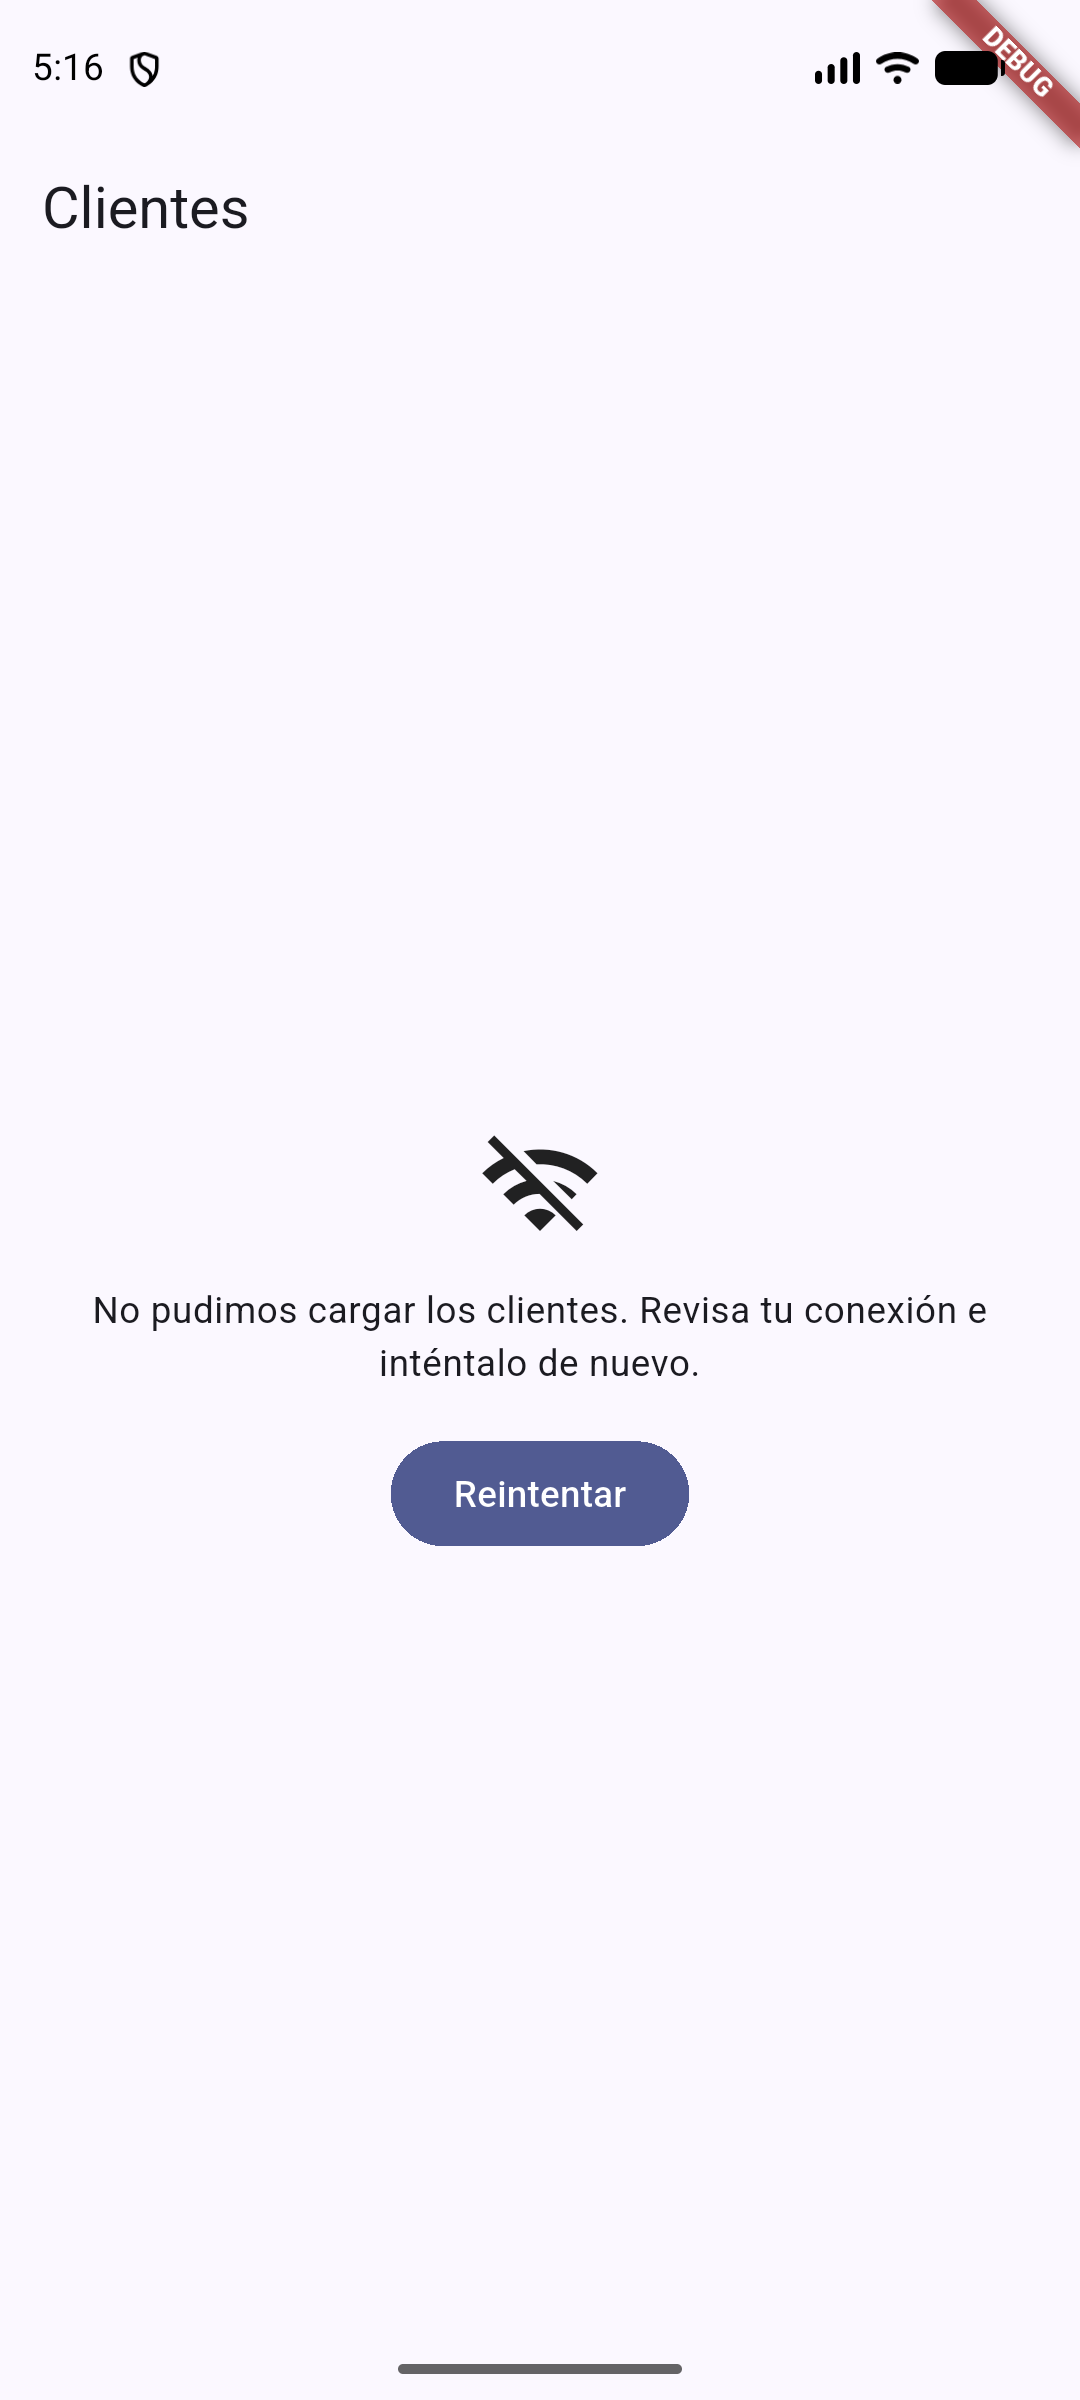 5:16
DEBUG
Clientes
No pudimos cargar los clientes. Revisa tu conexión e
inténtalo de nuevo.
Reintentar